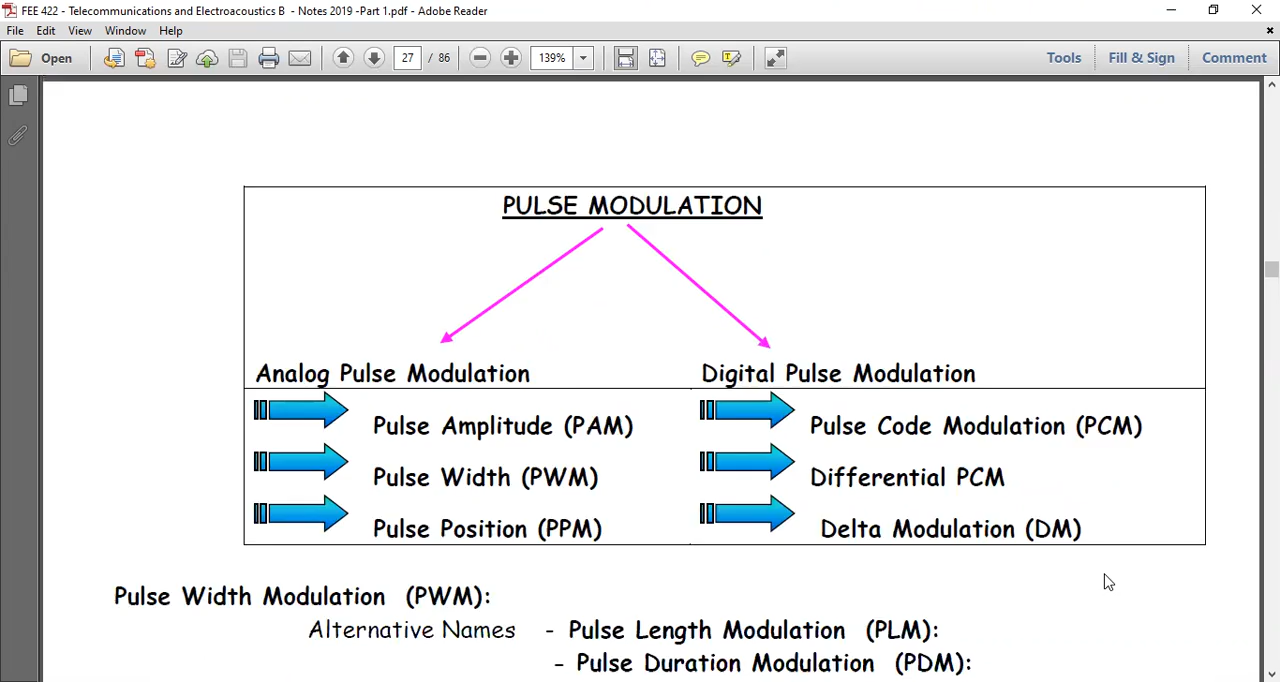 FEE 422 - Telecommunications and Electroacoustics B - Notes 2019 -Part 1.pdf - Adobe Reader
File Edit View Window Help
Open 27 / 86 139% Tools Fill & Sign Comment
PULSE MODULATION
Analog Pulse Modulation Digital Pulse Modulation
Pulse Amplitude (PAM) Pulse Code Modulation (PCM)
Pulse Width (PWM) Differential PCM
Pulse Position (PPM) Delta Modulation (DM)
Pulse Width Modulation (PWM):
Alternative Names - Pulse Length Modulation (PLM):
- Pulse Duration Modulation (PDM):